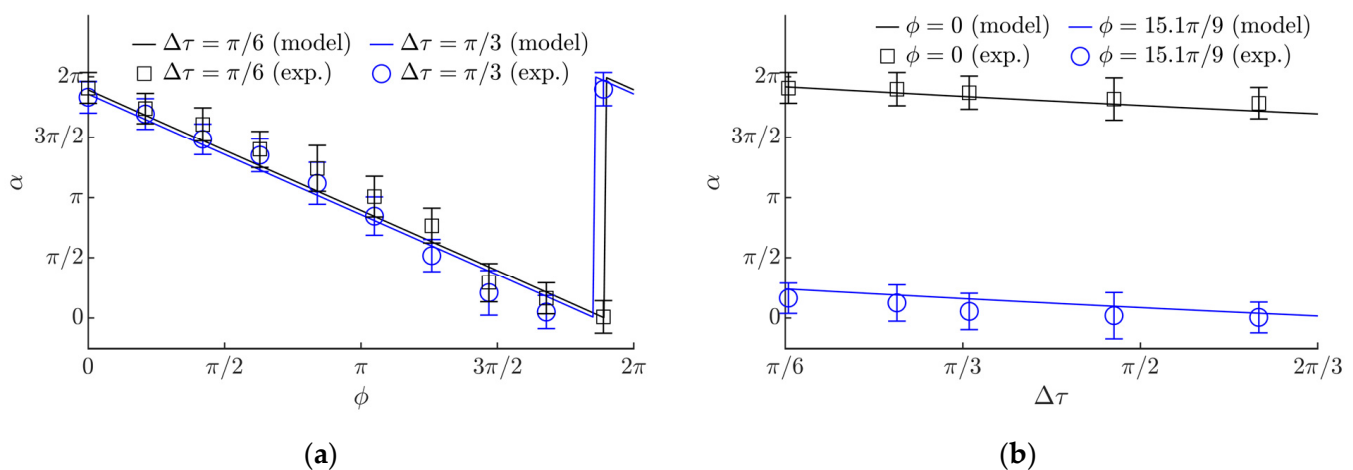 Δτ = π/6 (model)
Δτ = π/3 (model)
Δτ = π/6 (exp.)
Δτ = π/3 (exp.)
2π
3π/2
π
π/2
0
α
0
π/2
π
3π/2
2π
ϕ
(a)
ϕ = 0 (model)
ϕ = 15.1π/9 (model)
ϕ = 0 (exp.)
ϕ = 15.1π/9 (exp.)
2π
3π/2
π
π/2
0
α
π/6
π/3
π/2
2π/3
Δτ
(b)